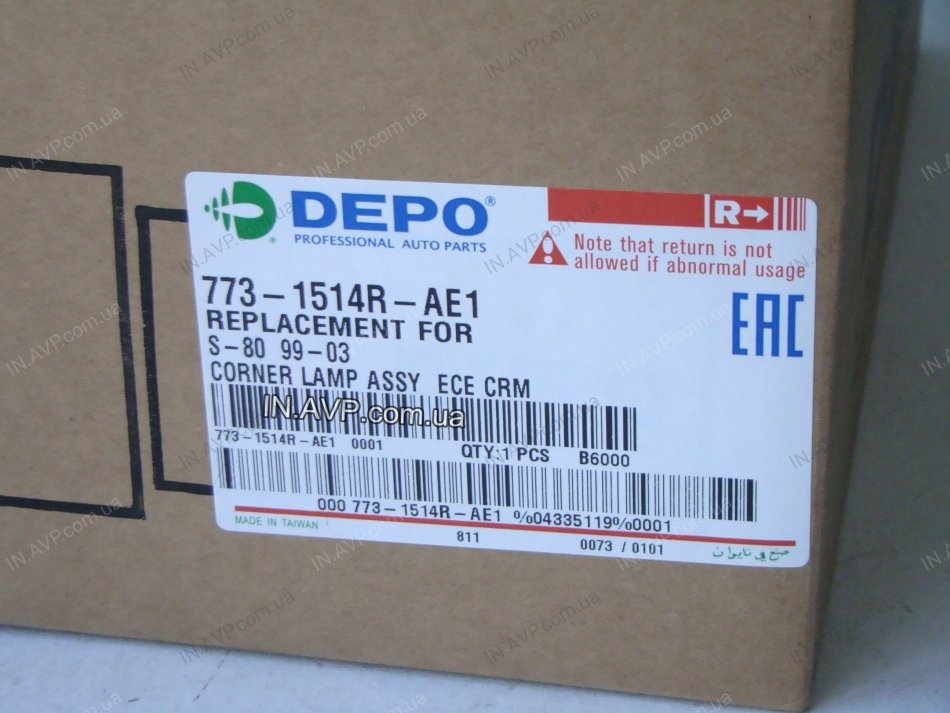 DEPO®
PROFESSIONAL AUTO PARTS
R→
Note that return is not
allowed if abnormal usage
773-1514R-AE1
REPLACEMENT FOR
S-80 99-03
CORNER LAMP ASSY ECE CRM
EAC
IN.AVP.com.ua
773-1514R-AE1 0001
QTY:1 PCS B6000
000 773-1514R-AE1 %04335119%0001
MADE IN TAIWAN
811
0073 / 0101
صنع في تايوان